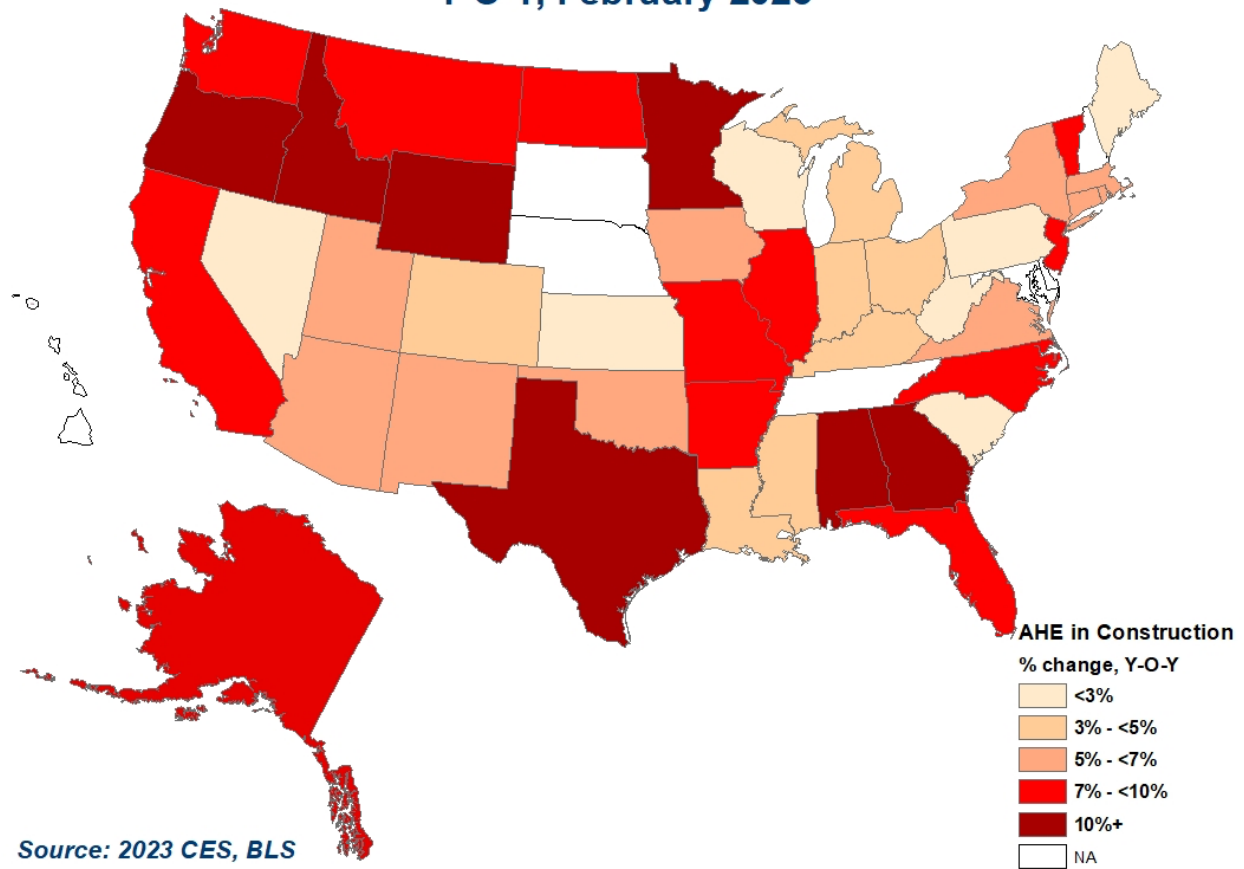 AHE in Construction
% change, Y-O-Y
<3%
3% - <5%
5% - <7%
7% - <10%
10%+
NA
Source: 2023 CES, BLS